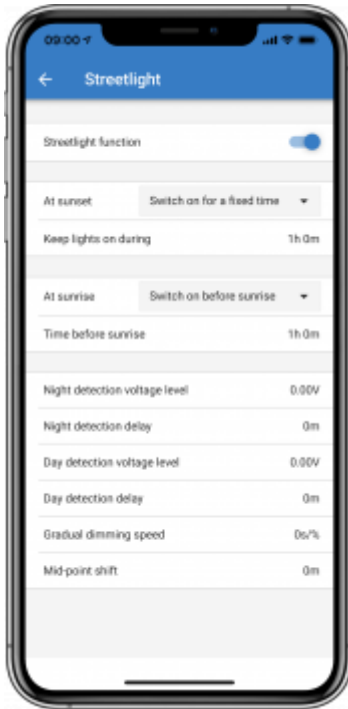 09:00
Streetlight
Streetlight function
At sunset Switch on for a fixed time
Keep lights on during 1h 0m
At sunrise Switch on before sunrise
Time before sunrise 1h 0m
Night detection voltage level 0.00V
Night detection delay 0m
Day detection voltage level 0.00V
Day detection delay 0m
Gradual dimming speed 0s/%
Mid-point shift 0m